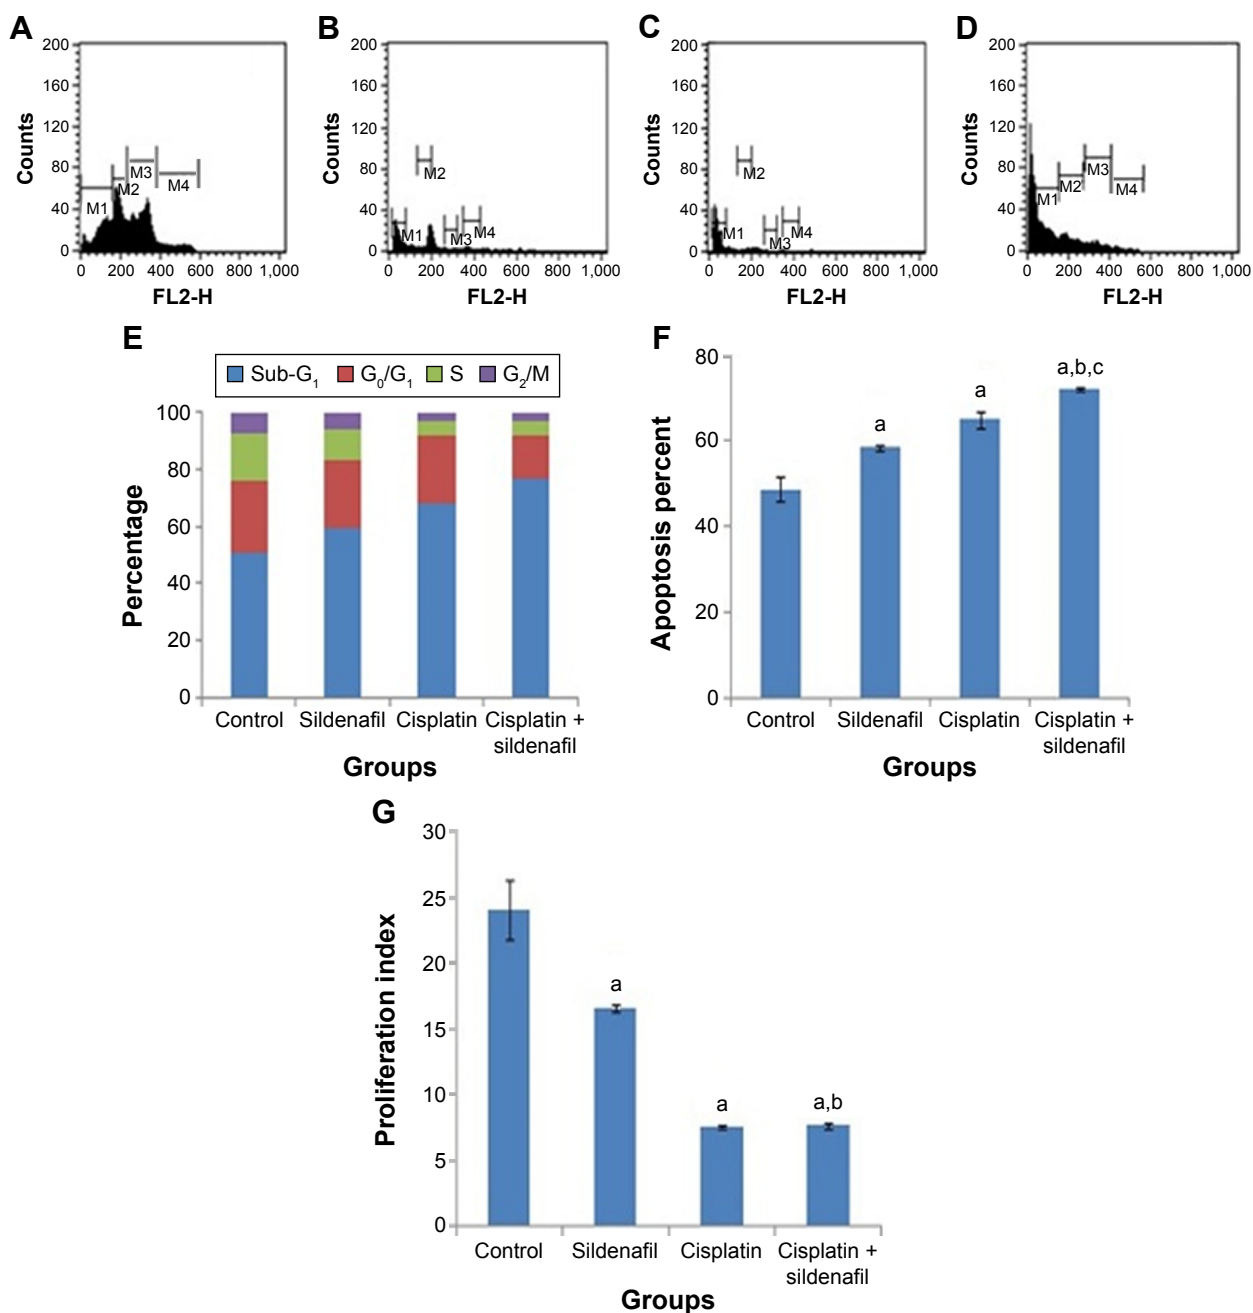 A
Counts
200
160
120
80
40
0
M1
M2
M3
M4
0 200 400 600 800 1,000
FL2-H
B
Counts
200
160
120
80
40
0
M2
M1
M3
M4
0 200 400 600 800 1,000
FL2-H
C
Counts
200
160
120
80
40
0
M2
M1
M3
M4
0 200 400 600 800 1,000
FL2-H
D
Counts
200
160
120
80
40
0
M1
M2
M3
M4
0 200 400 600 800 1,000
FL2-H
E
Sub-G₁ G₀/G₁ S G₂/M
Percentage
100
80
60
40
20
0
Control Sildenafil Cisplatin Cisplatin +
sildenafil
Groups
F
Apoptosis percent
80
60
40
20
0
a
a
a,b,c
Control Sildenafil Cisplatin Cisplatin +
sildenafil
Groups
G
Proliferation index
30
25
20
15
10
5
0
a
a
a,b
Control Sildenafil Cisplatin Cisplatin +
sildenafil
Groups